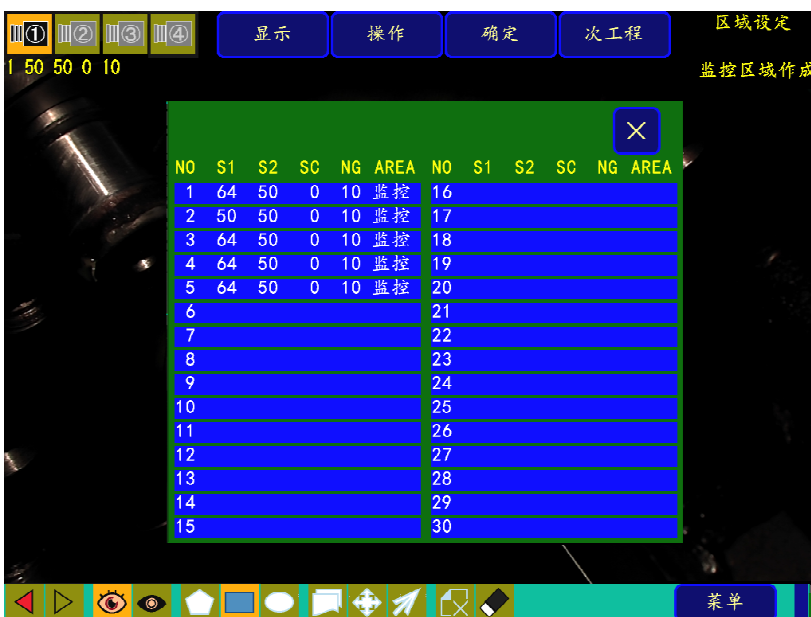 ① ② ③ ④ 显示 操作 确定 次工程 区域设定
1 50 50 0 10
监控区域作成
×
NO S1 S2 SC NG AREA NO S1 S2 SC NG AREA
1 64 50 0 10 监控 16
2 50 50 0 10 监控 17
3 64 50 0 10 监控 18
4 64 50 0 10 监控 19
5 64 50 0 10 监控 20
6 21
7 22
8 23
9 24
10 25
11 26
12 27
13 28
14 29
15 30
菜单